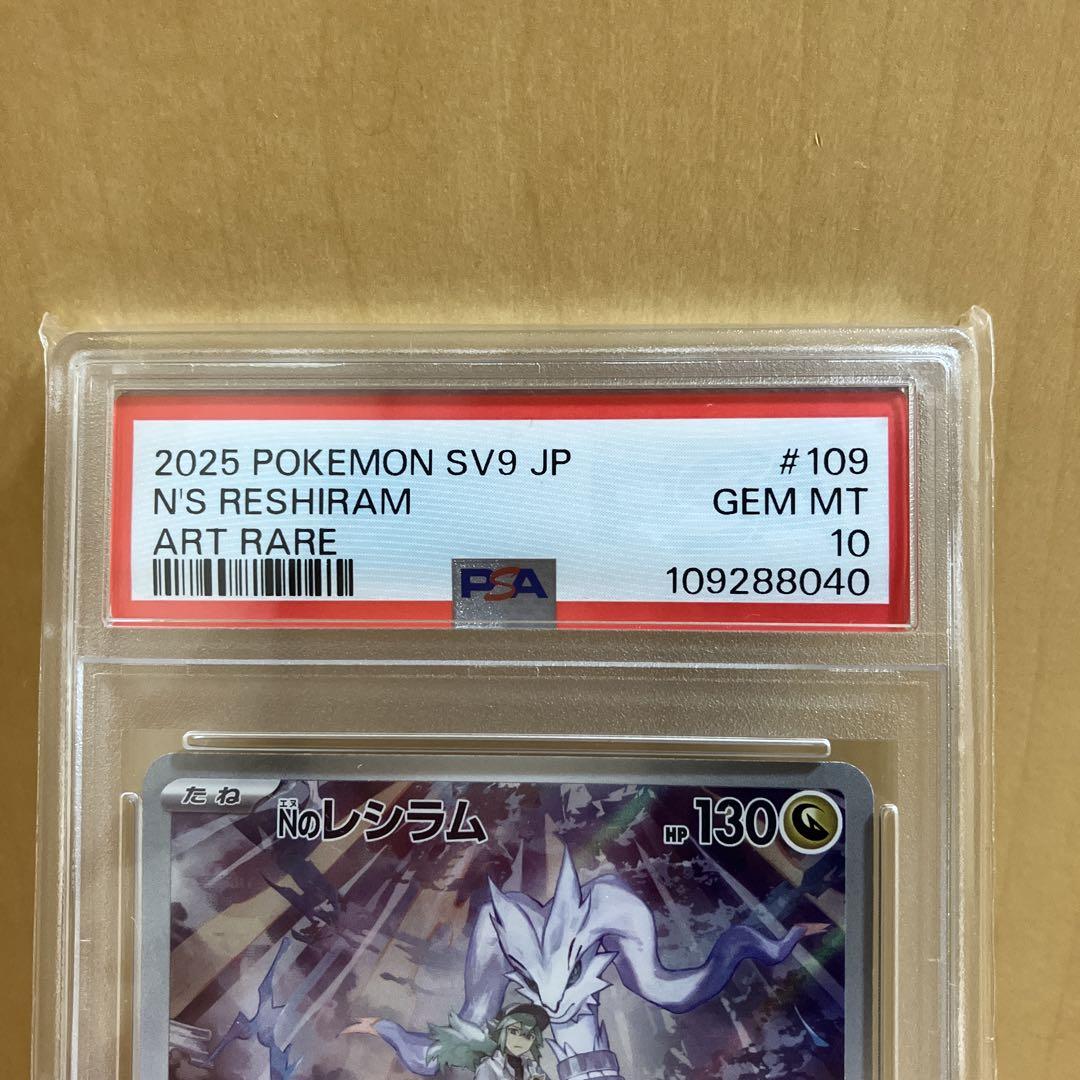 2025 POKEMON SV9 JP #109
N'S RESHIRAM GEM MT
ART RARE 10
PSA 109288040
たね
エヌ
Nのレシラム HP 130